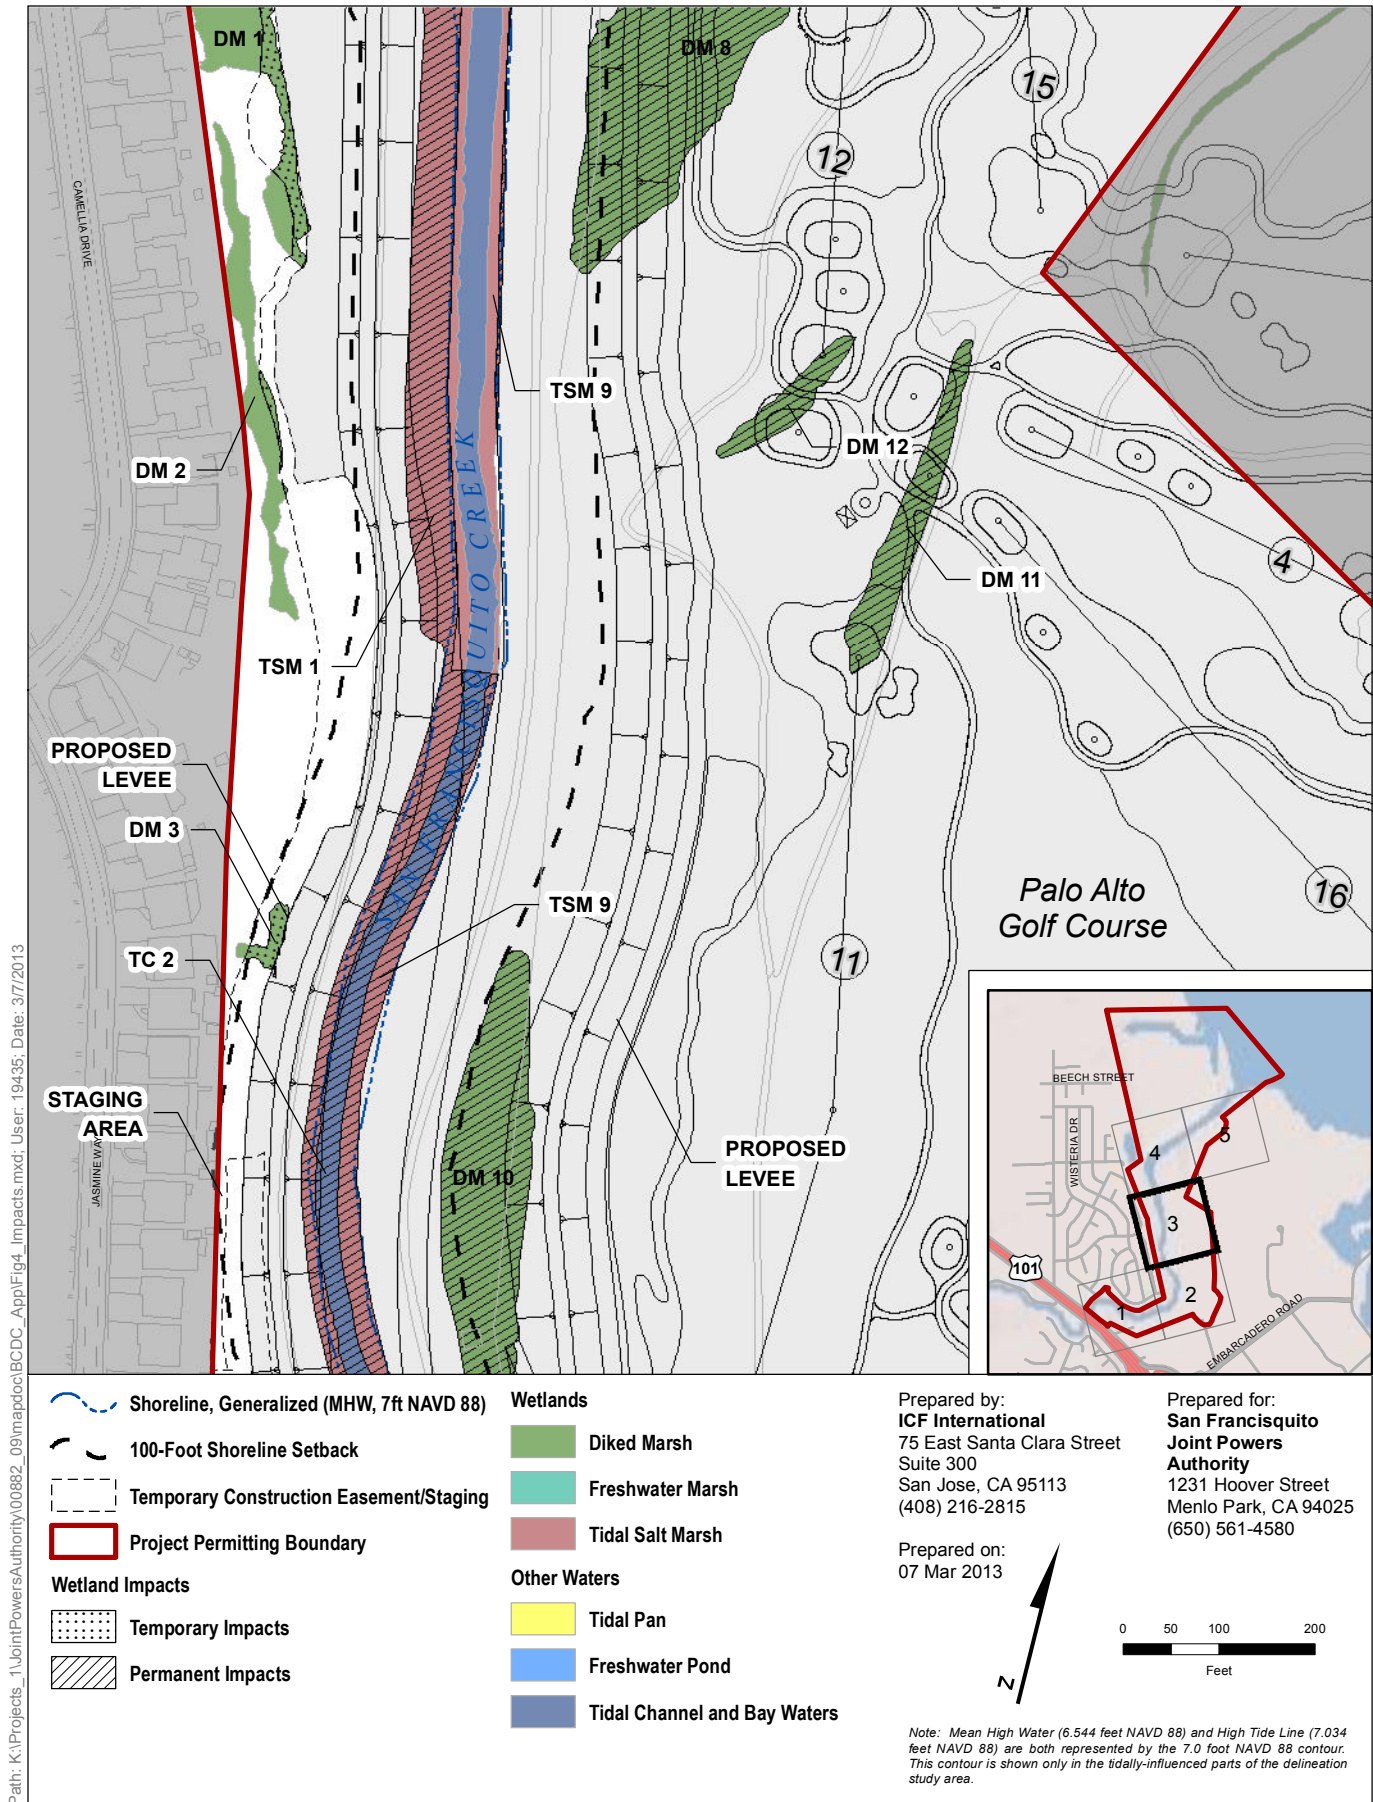 DM 1
DM 8
15
12
CAMELLIA DRIVE
TSM 9
DM 12
DM 2
4
DM 11
SAN FRANCISQUITO CREEK
TSM 1
PROPOSED
LEVEE
DM 3
16
Palo Alto
Golf Course
TSM 9
11
TC 2
STAGING
AREA
JASMINE WAY
DM 10
PROPOSED
LEVEE
BEECH STREET
WISTERIA DR
5
4
3
101
2
1
EMBARCADERO ROAD
Path: K:\Projects_1\JointPowersAuthority\00882_09\mapdoc\BCDC_App\Fig4_Impacts.mxd; User: 19435; Date: 3/7/2013
Shoreline, Generalized (MHW, 7ft NAVD 88)
100-Foot Shoreline Setback
Temporary Construction Easement/Staging
Project Permitting Boundary
Wetland Impacts
Temporary Impacts
Permanent Impacts
Wetlands
Diked Marsh
Freshwater Marsh
Tidal Salt Marsh
Other Waters
Tidal Pan
Freshwater Pond
Tidal Channel and Bay Waters
Prepared by:
ICF International
75 East Santa Clara Street
Suite 300
San Jose, CA 95113
(408) 216-2815
Prepared on:
07 Mar 2013
Prepared for:
San Francisquito
Joint Powers
Authority
1231 Hoover Street
Menlo Park, CA 94025
(650) 561-4580
N
0 50 100 200
Feet
Note: Mean High Water (6.544 feet NAVD 88) and High Tide Line (7.034
feet NAVD 88) are both represented by the 7.0 foot NAVD 88 contour.
This contour is shown only in the tidally-influenced parts of the delineation
study area.